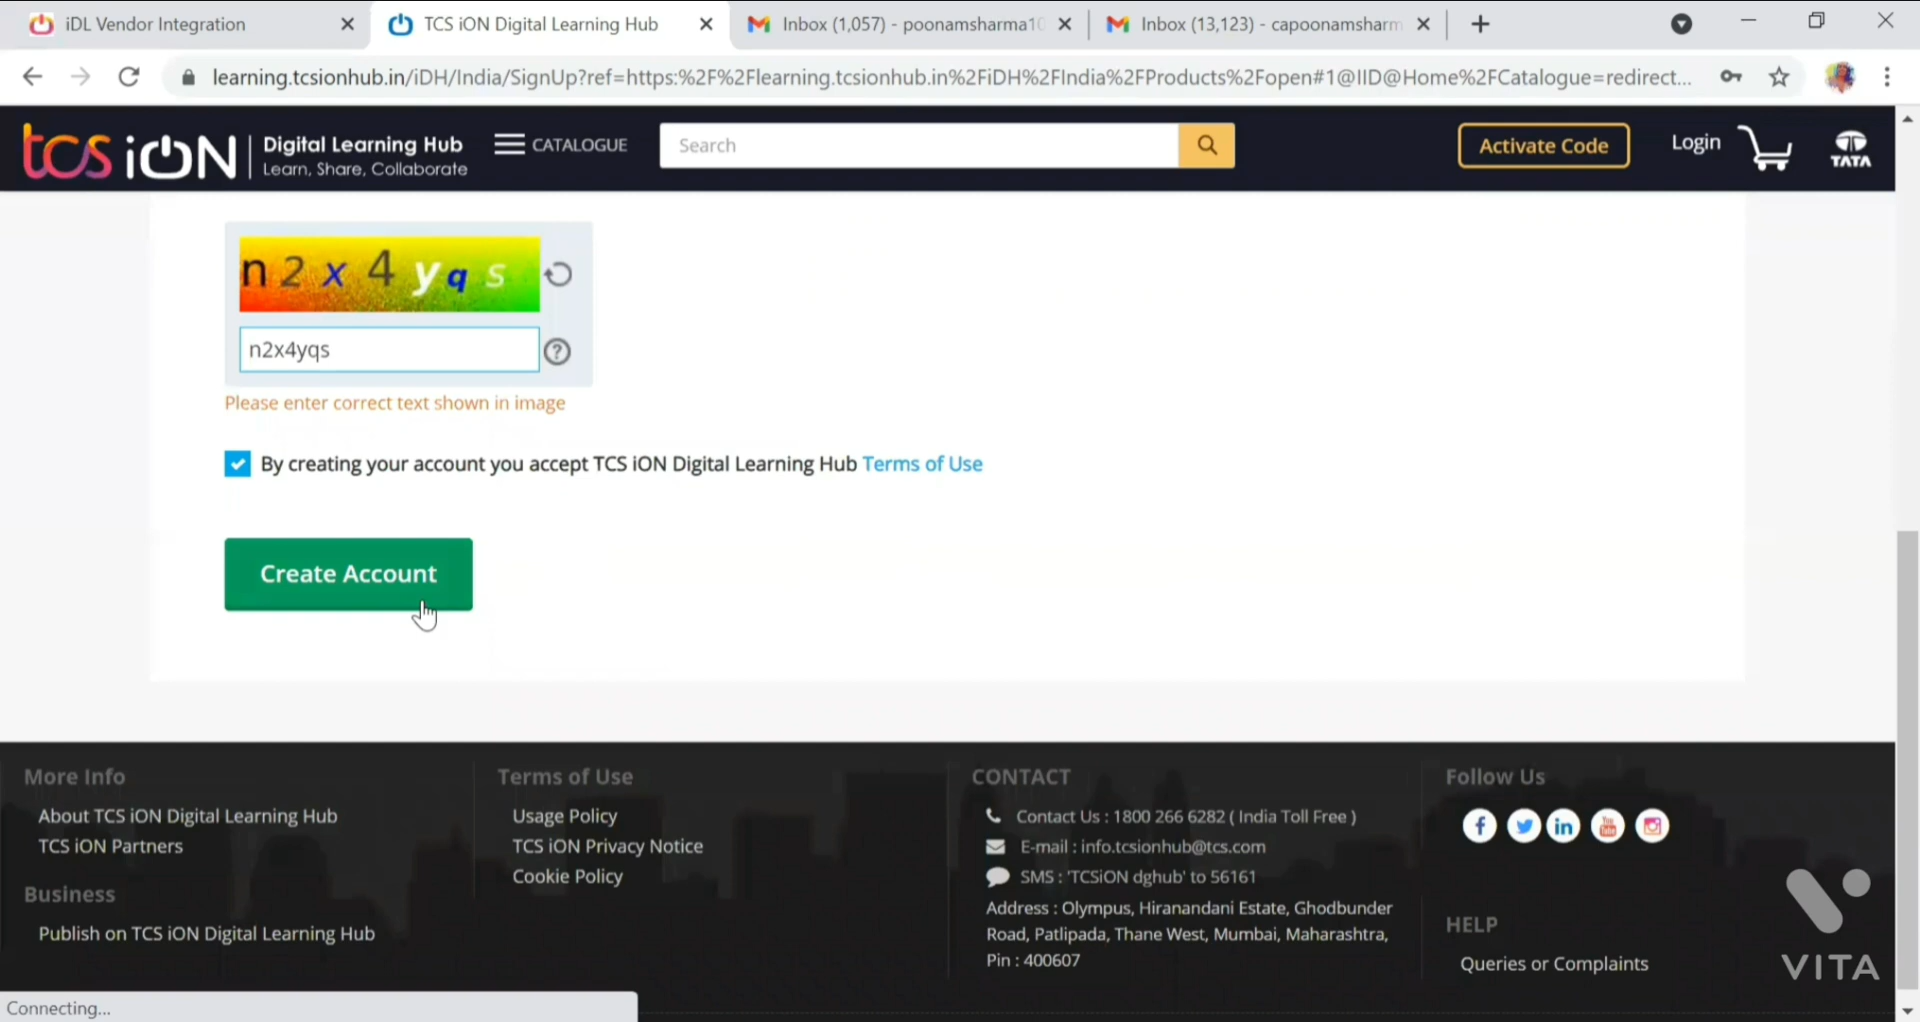 iDL Vendor Integration
TCS iON Digital Learning Hub
Inbox (1,057) - poonamsharma10
Inbox (13,123) - capoonamsharm
learning.tcsionhub.in/iDH/India/SignUp?ref=https:%2F%2Flearning.tcsionhub.in%2FiDH%2FIndia%2FProducts%2Fopen#1@IID@Home%2FCatalogue=redirect...
tcs iON
Digital Learning Hub
Learn, Share, Collaborate
CATALOGUE
Search
Activate Code
Login
TATA
n 2 x 4 y q s
n2x4yqs
Please enter correct text shown in image
By creating your account you accept TCS iON Digital Learning Hub Terms of Use
Create Account
More Info
About TCS iON Digital Learning Hub
TCS iON Partners
Business
Publish on TCS iON Digital Learning Hub
Terms of Use
Usage Policy
TCS iON Privacy Notice
Cookie Policy
CONTACT
Contact Us : 1800 266 6282 ( India Toll Free )
E-mail : info.tcsionhub@tcs.com
SMS : 'TCSiON dghub' to 56161
Address : Olympus, Hiranandani Estate, Ghodbunder
Road, Patlipada, Thane West, Mumbai, Maharashtra,
Pin : 400607
Follow Us
HELP
Queries or Complaints
VITA
Connecting...